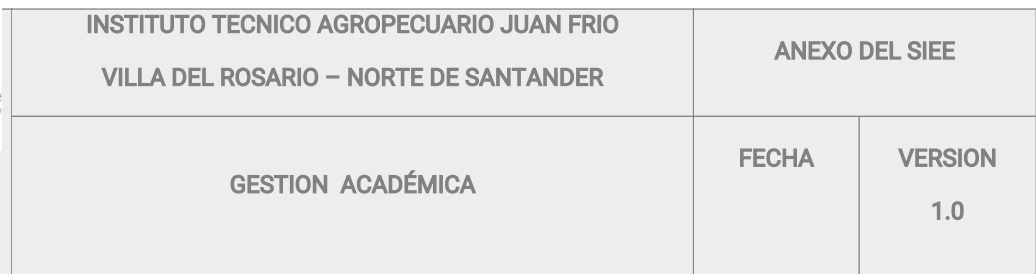 INSTITUTO TECNICO AGROPECUARIO JUAN FRIO
VILLA DEL ROSARIO – NORTE DE SANTANDER
ANEXO DEL SIEE
GESTION ACADÉMICA
FECHA
VERSION
1.0